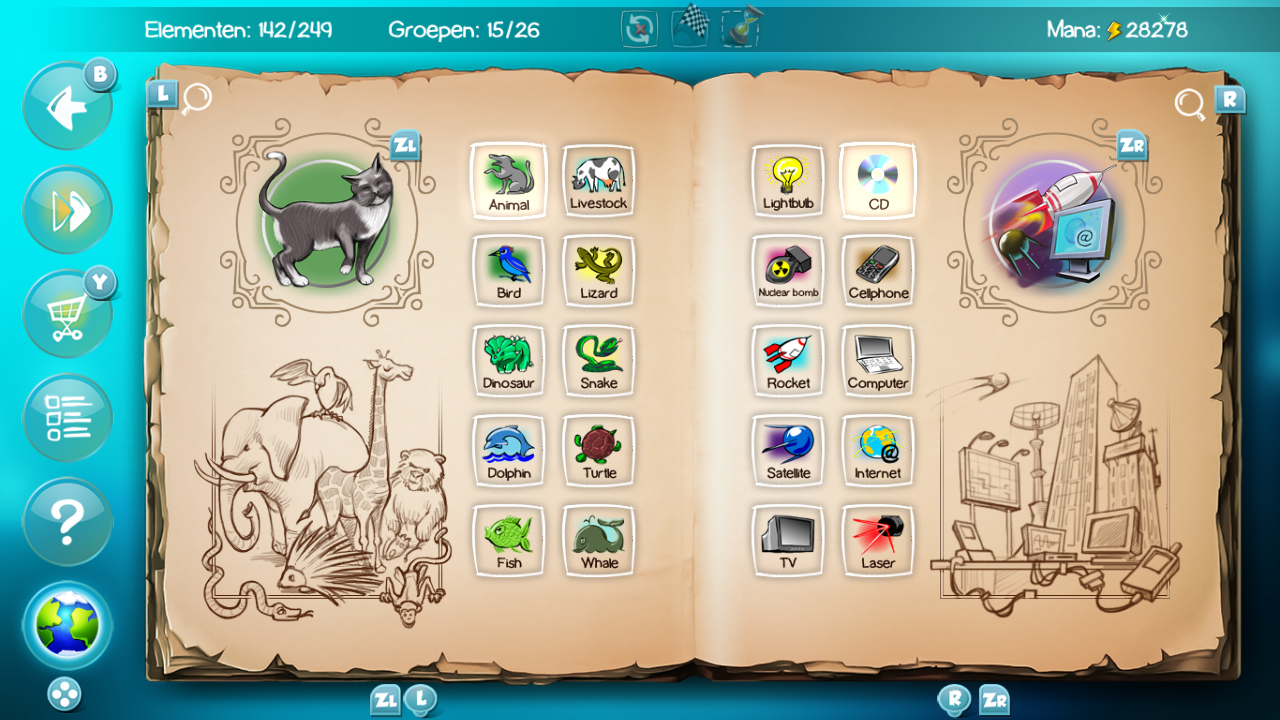 Elementen: 142/249 Groepen: 15/26 Mana: 28278
B
L R
ZL ZR
Animal Livestock Lightbulb CD
Y
Bird Lizard Nuclear bomb Cellphone
@
Dinosaur Snake Rocket Computer
Dolphin Turtle Satellite Internet
@
?
Fish Whale TV Laser
ZL L R ZR